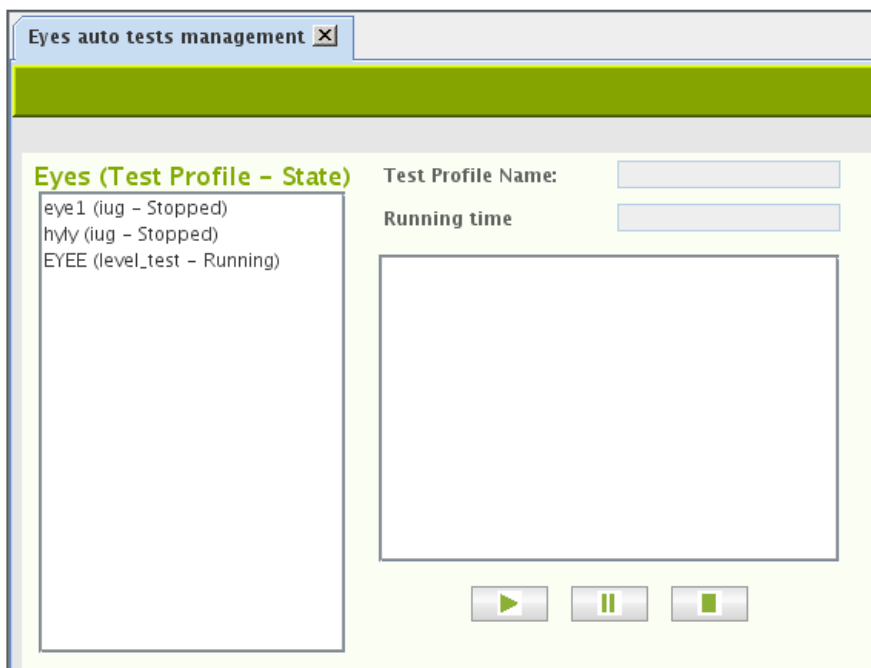 Eyes auto tests management
Eyes (Test Profile – State)
eye1 (iug – Stopped)
hyly (iug – Stopped)
EYEE (level_test – Running)
Test Profile Name:
Running time